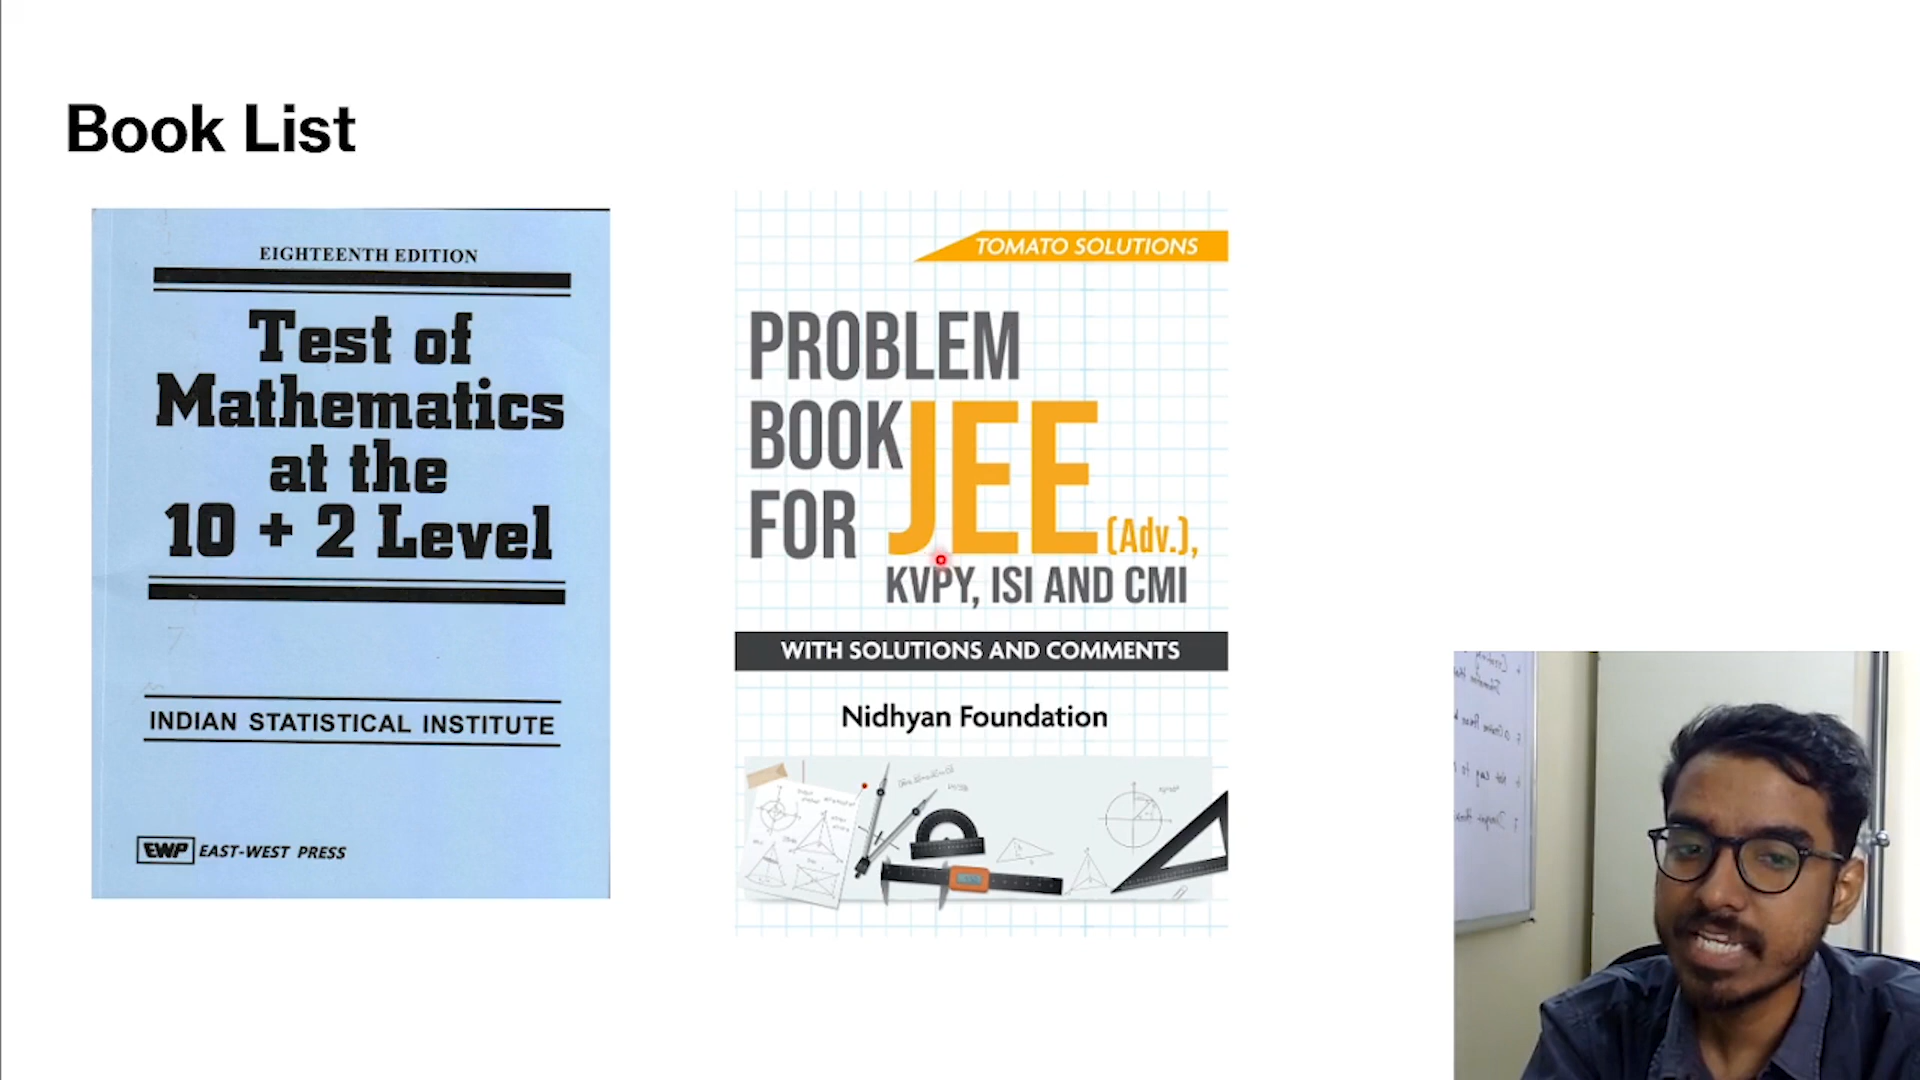 Book List
EIGHTEENTH EDITION
Test of
Mathematics
at the
10 + 2 Level
INDIAN STATISTICAL INSTITUTE
EWP EAST-WEST PRESS
TOMATO SOLUTIONS
PROBLEM
BOOK JEE
FOR (Adv.),
KVPY, ISI AND CMI
WITH SOLUTIONS AND COMMENTS
Nidhyan Foundation